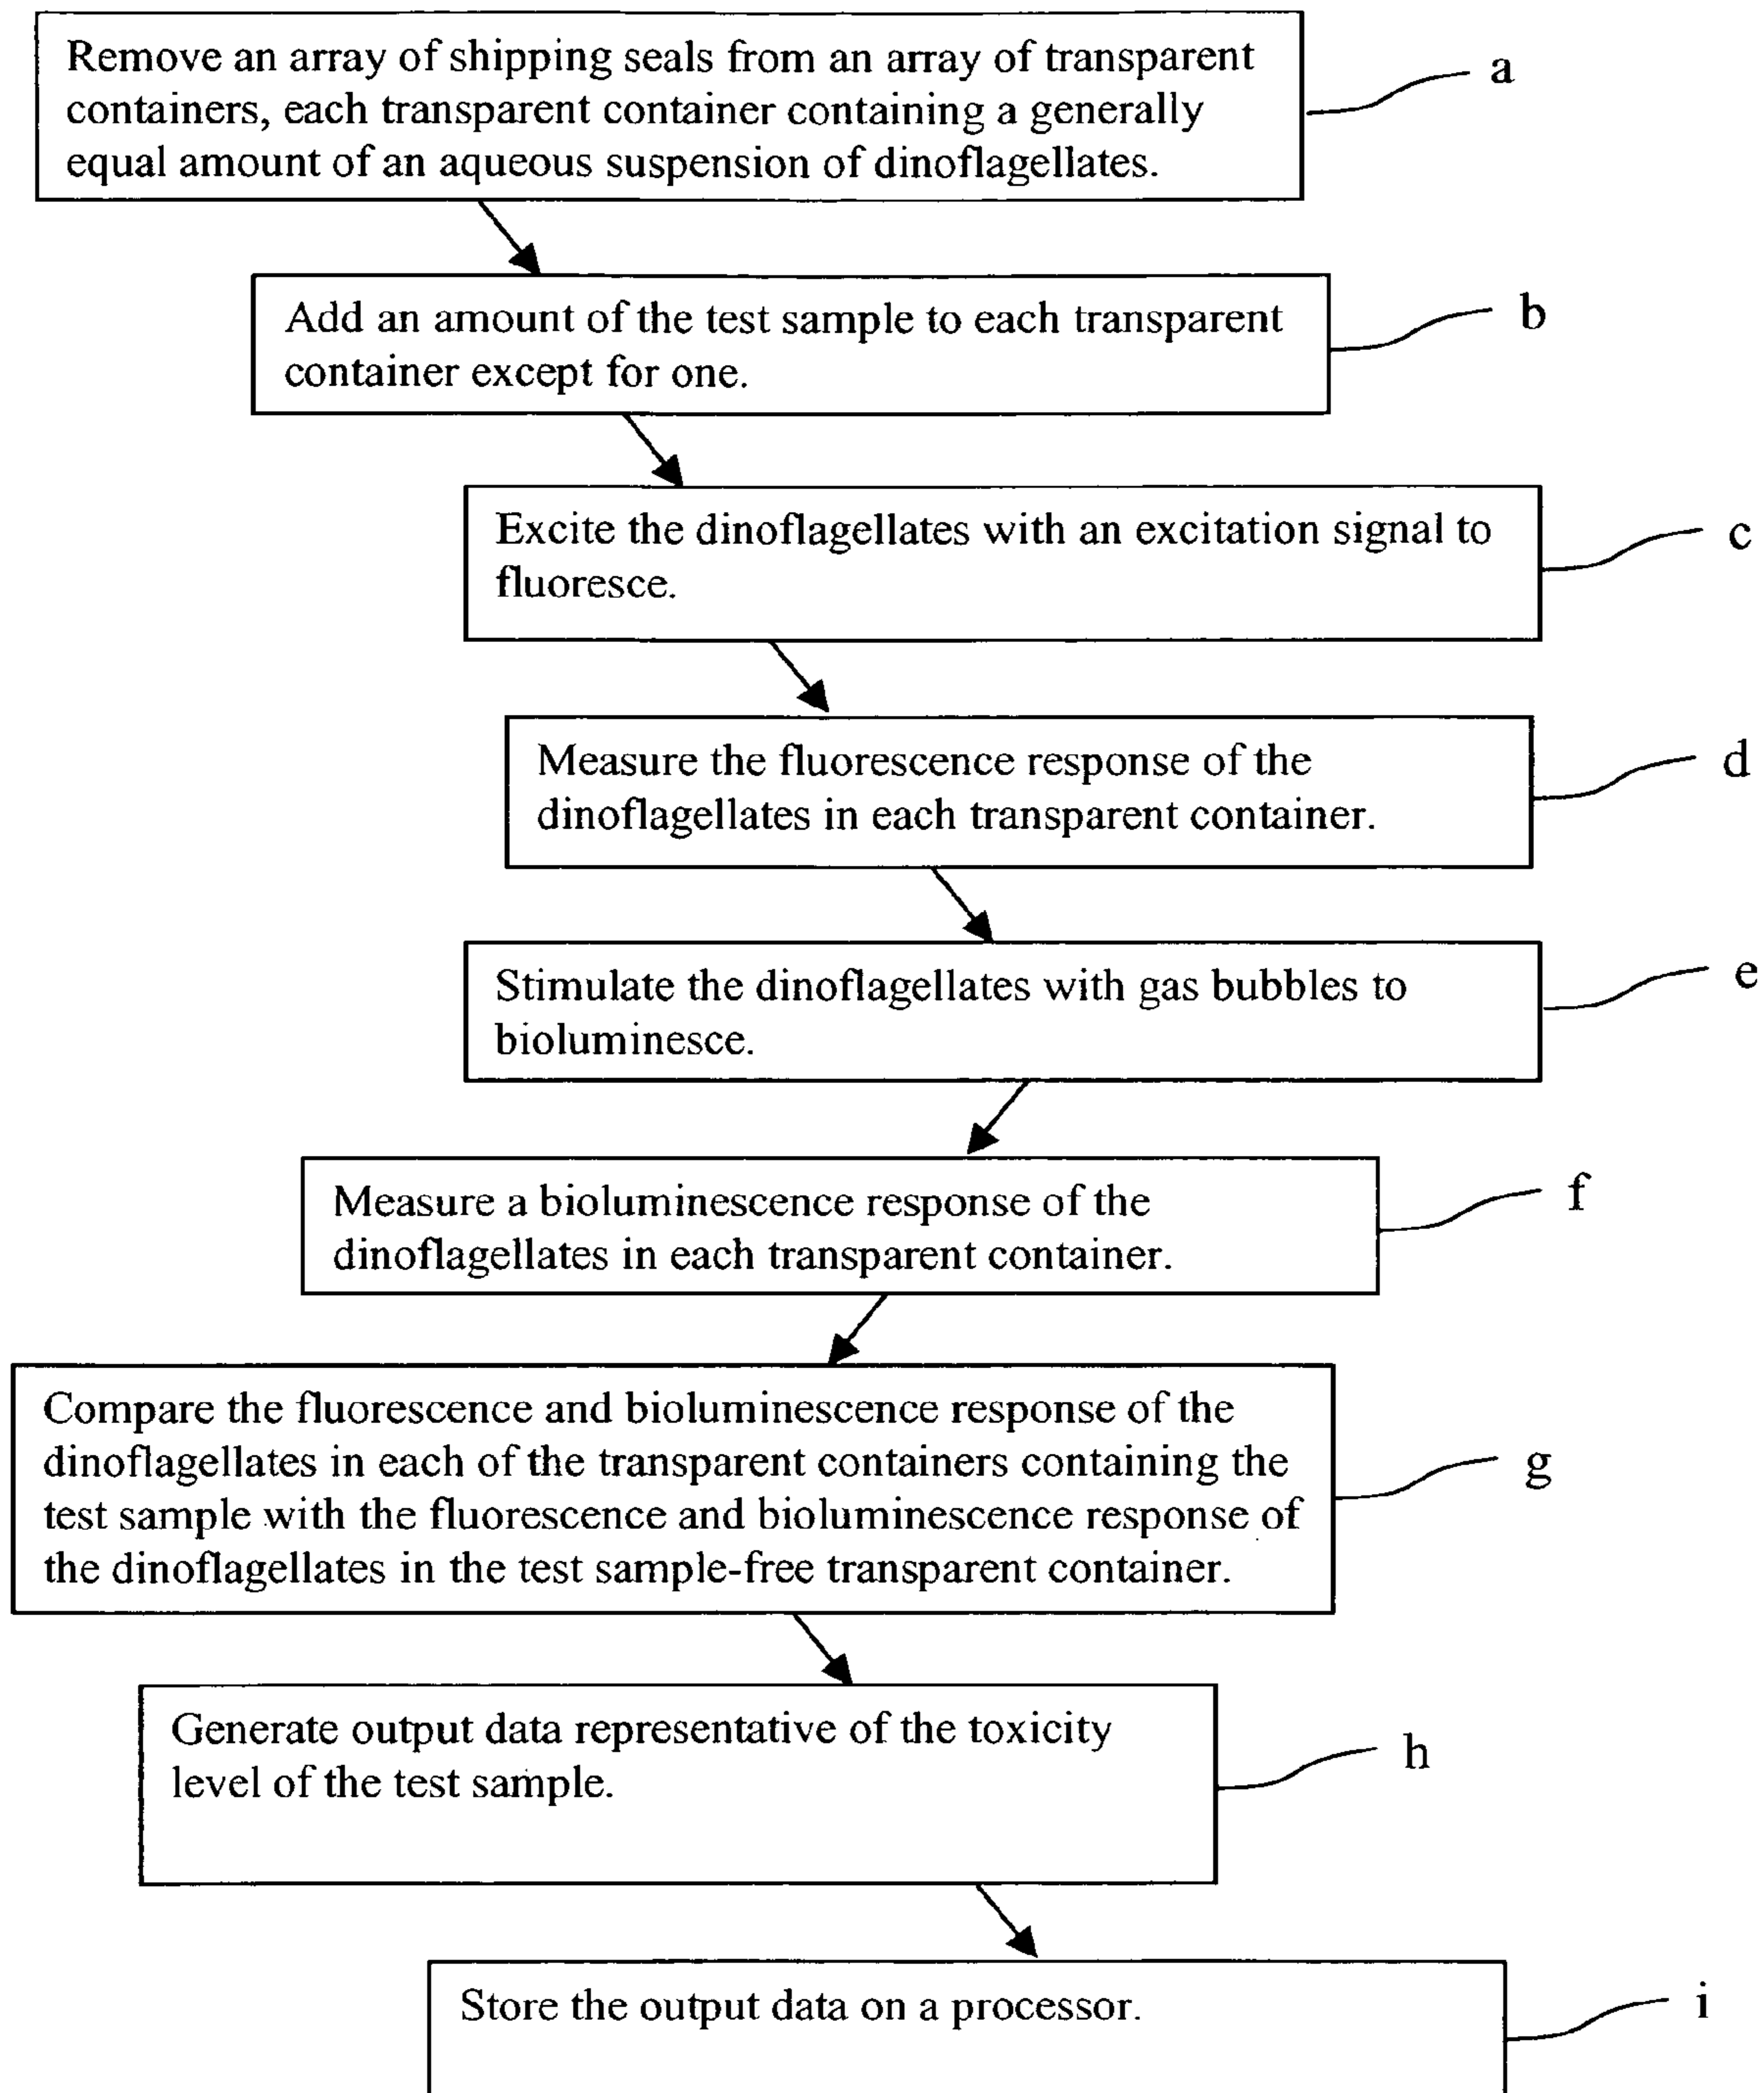 Remove an array of shipping seals from an array of transparent
containers, each transparent container containing a generally
equal amount of an aqueous suspension of dinoflagellates.
a
Add an amount of the test sample to each transparent
container except for one.
b
Excite the dinoflagellates with an excitation signal to
fluoresce.
c
Measure the fluorescence response of the
dinoflagellates in each transparent container.
d
Stimulate the dinoflagellates with gas bubbles to
bioluminesce.
e
Measure a bioluminescence response of the
dinoflagellates in each transparent container.
f
Compare the fluorescence and bioluminescence response of the
dinoflagellates in each of the transparent containers containing the
test sample with the fluorescence and bioluminescence response of
the dinoflagellates in the test sample-free transparent container.
g
Generate output data representative of the toxicity
level of the test sample.
h
Store the output data on a processor.
i